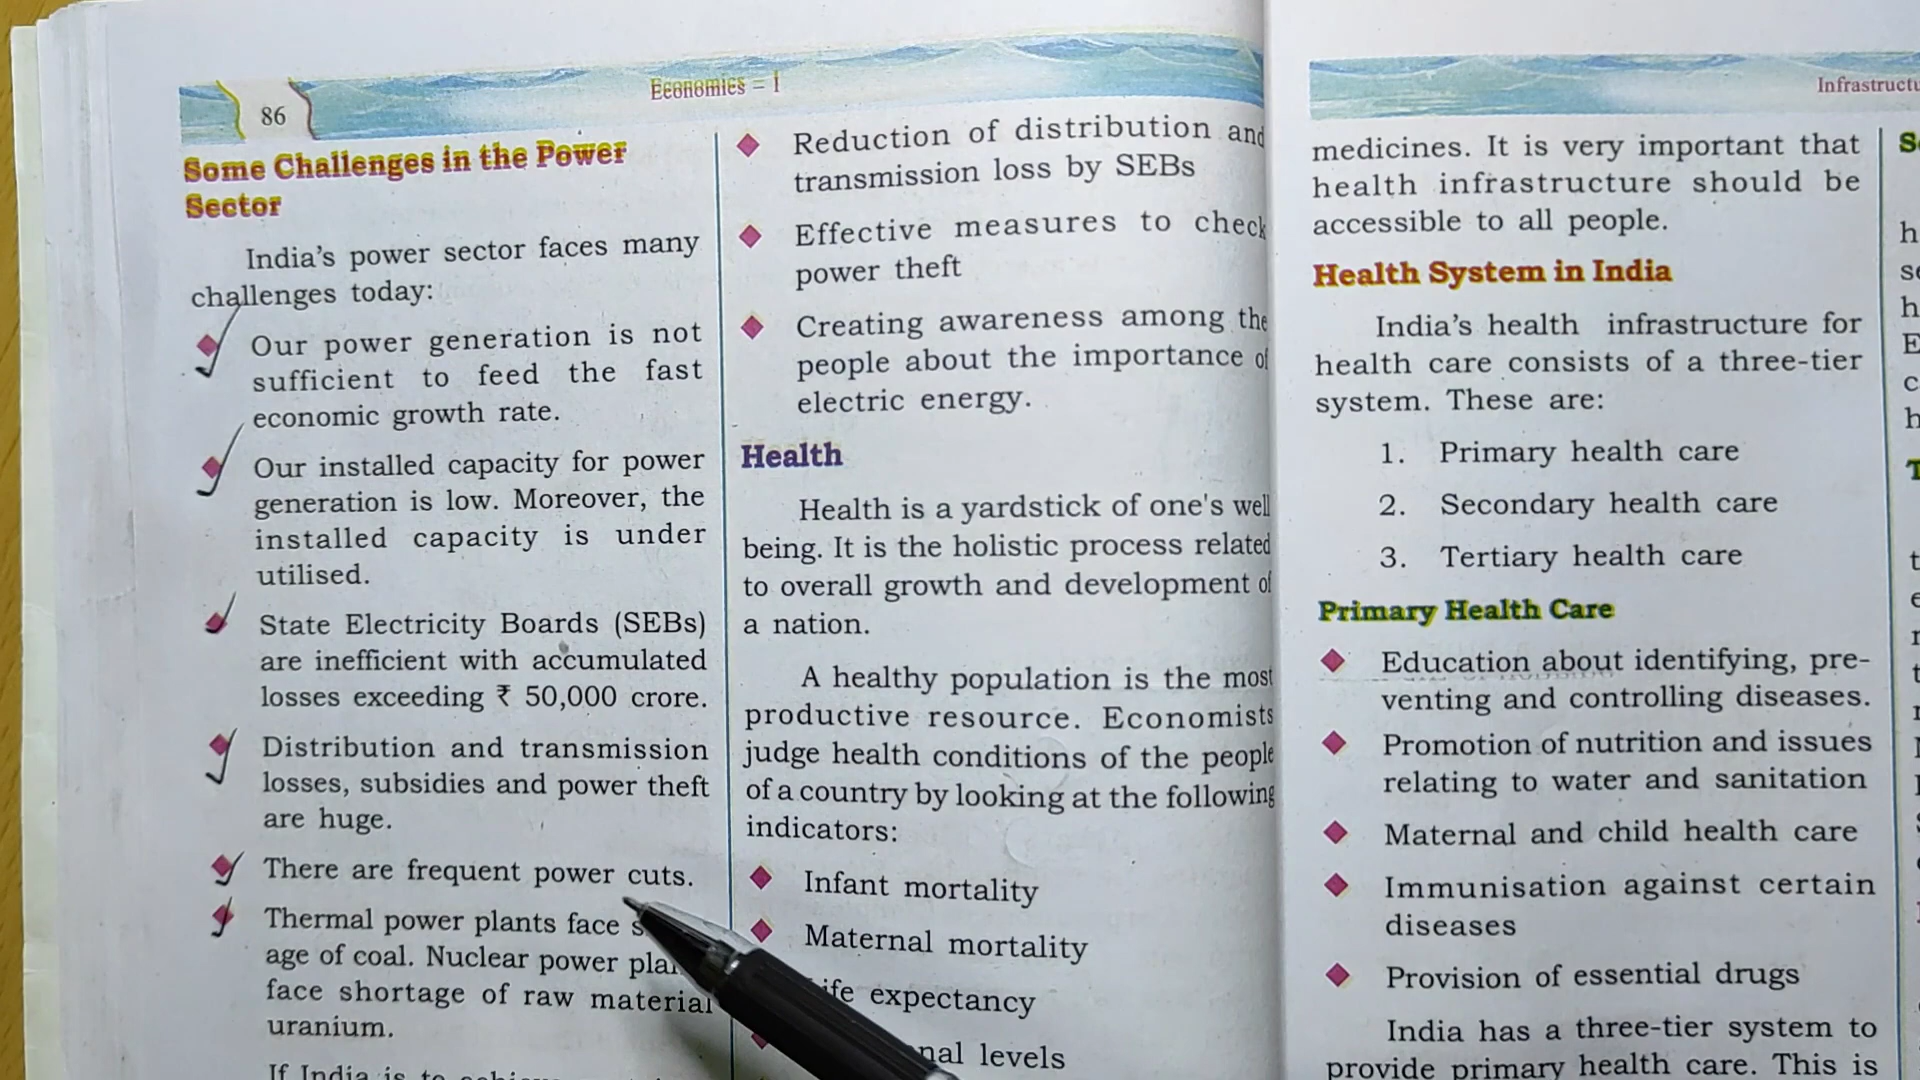 86
Economics – I
Some Challenges in the Power
Sector
India's power sector faces many
challenges today:
Our power generation is not
sufficient to feed the fast
economic growth rate.
Our installed capacity for power
generation is low. Moreover, the
installed capacity is under
utilised.
State Electricity Boards (SEBs)
are inefficient with accumulated
losses exceeding ₹ 50,000 crore.
Distribution and transmission
losses, subsidies and power theft
are huge.
There are frequent power cuts.
Thermal power plants face
age of coal. Nuclear power
face shortage of raw material
uranium.
If India is to
Reduction of distribution and
transmission loss by SEBs
Effective measures to check
power theft
Creating awareness among the
people about the importance of
electric energy.
Health
Health is a yardstick of one's well
being. It is the holistic process related
to overall growth and development of
a nation.
A healthy population is the most
productive resource. Economists
judge health conditions of the people
of a country by looking at the following
indicators:
Infant mortality
Maternal mortality
expectancy
levels
medicines. It is very important that
health infrastructure should be
accessible to all people.
Health System in India
India's health infrastructure for
health care consists of a three-tier
system. These are:
1. Primary health care
2. Secondary health care
3. Tertiary health care
Primary Health Care
Education about identifying, pre-
venting and controlling diseases.
Promotion of nutrition and issues
relating to water and sanitation
Maternal and child health care
Immunisation against certain
diseases
Provision of essential drugs
India has a three-tier system to
provide primary health care. This is